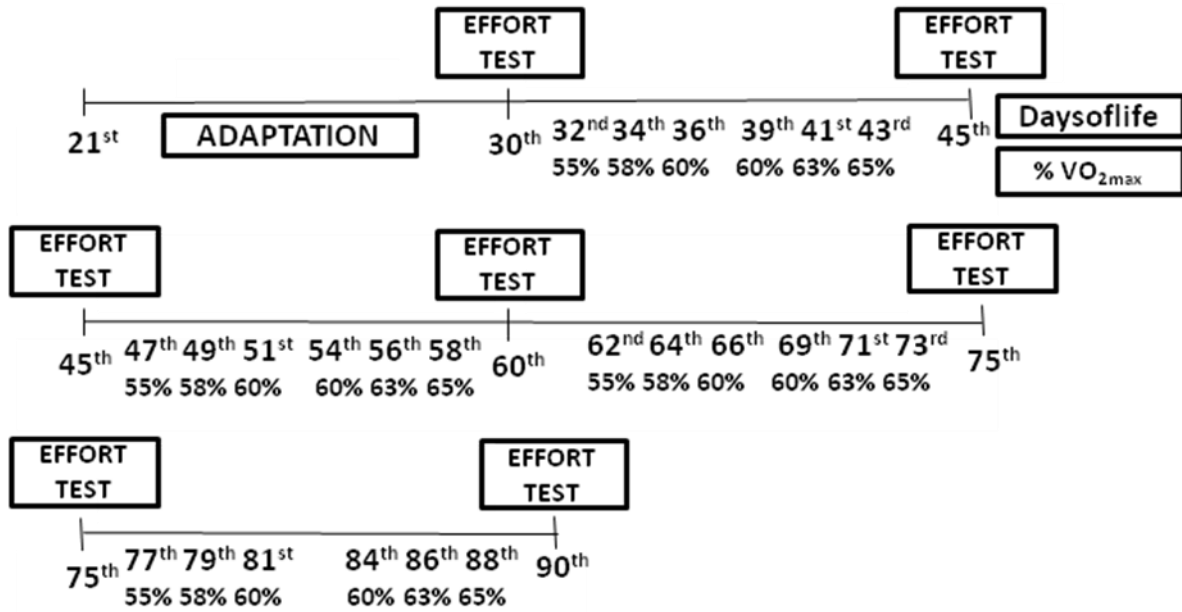 EFFORT
TEST
EFFORT
TEST
21st
ADAPTATION
30th
32nd 34th 36th 39th 41st 43rd
45th
Daysoflife
55% 58% 60% 60% 63% 65%
% VO2max
EFFORT
TEST
EFFORT
TEST
EFFORT
TEST
45th
47th 49th 51st 54th 56th 58th
60th
62nd 64th 66th 69th 71st 73rd
75th
55% 58% 60% 60% 63% 65%
55% 58% 60% 60% 63% 65%
EFFORT
TEST
EFFORT
TEST
75th
77th 79th 81st 84th 86th 88th
90th
55% 58% 60% 60% 63% 65%